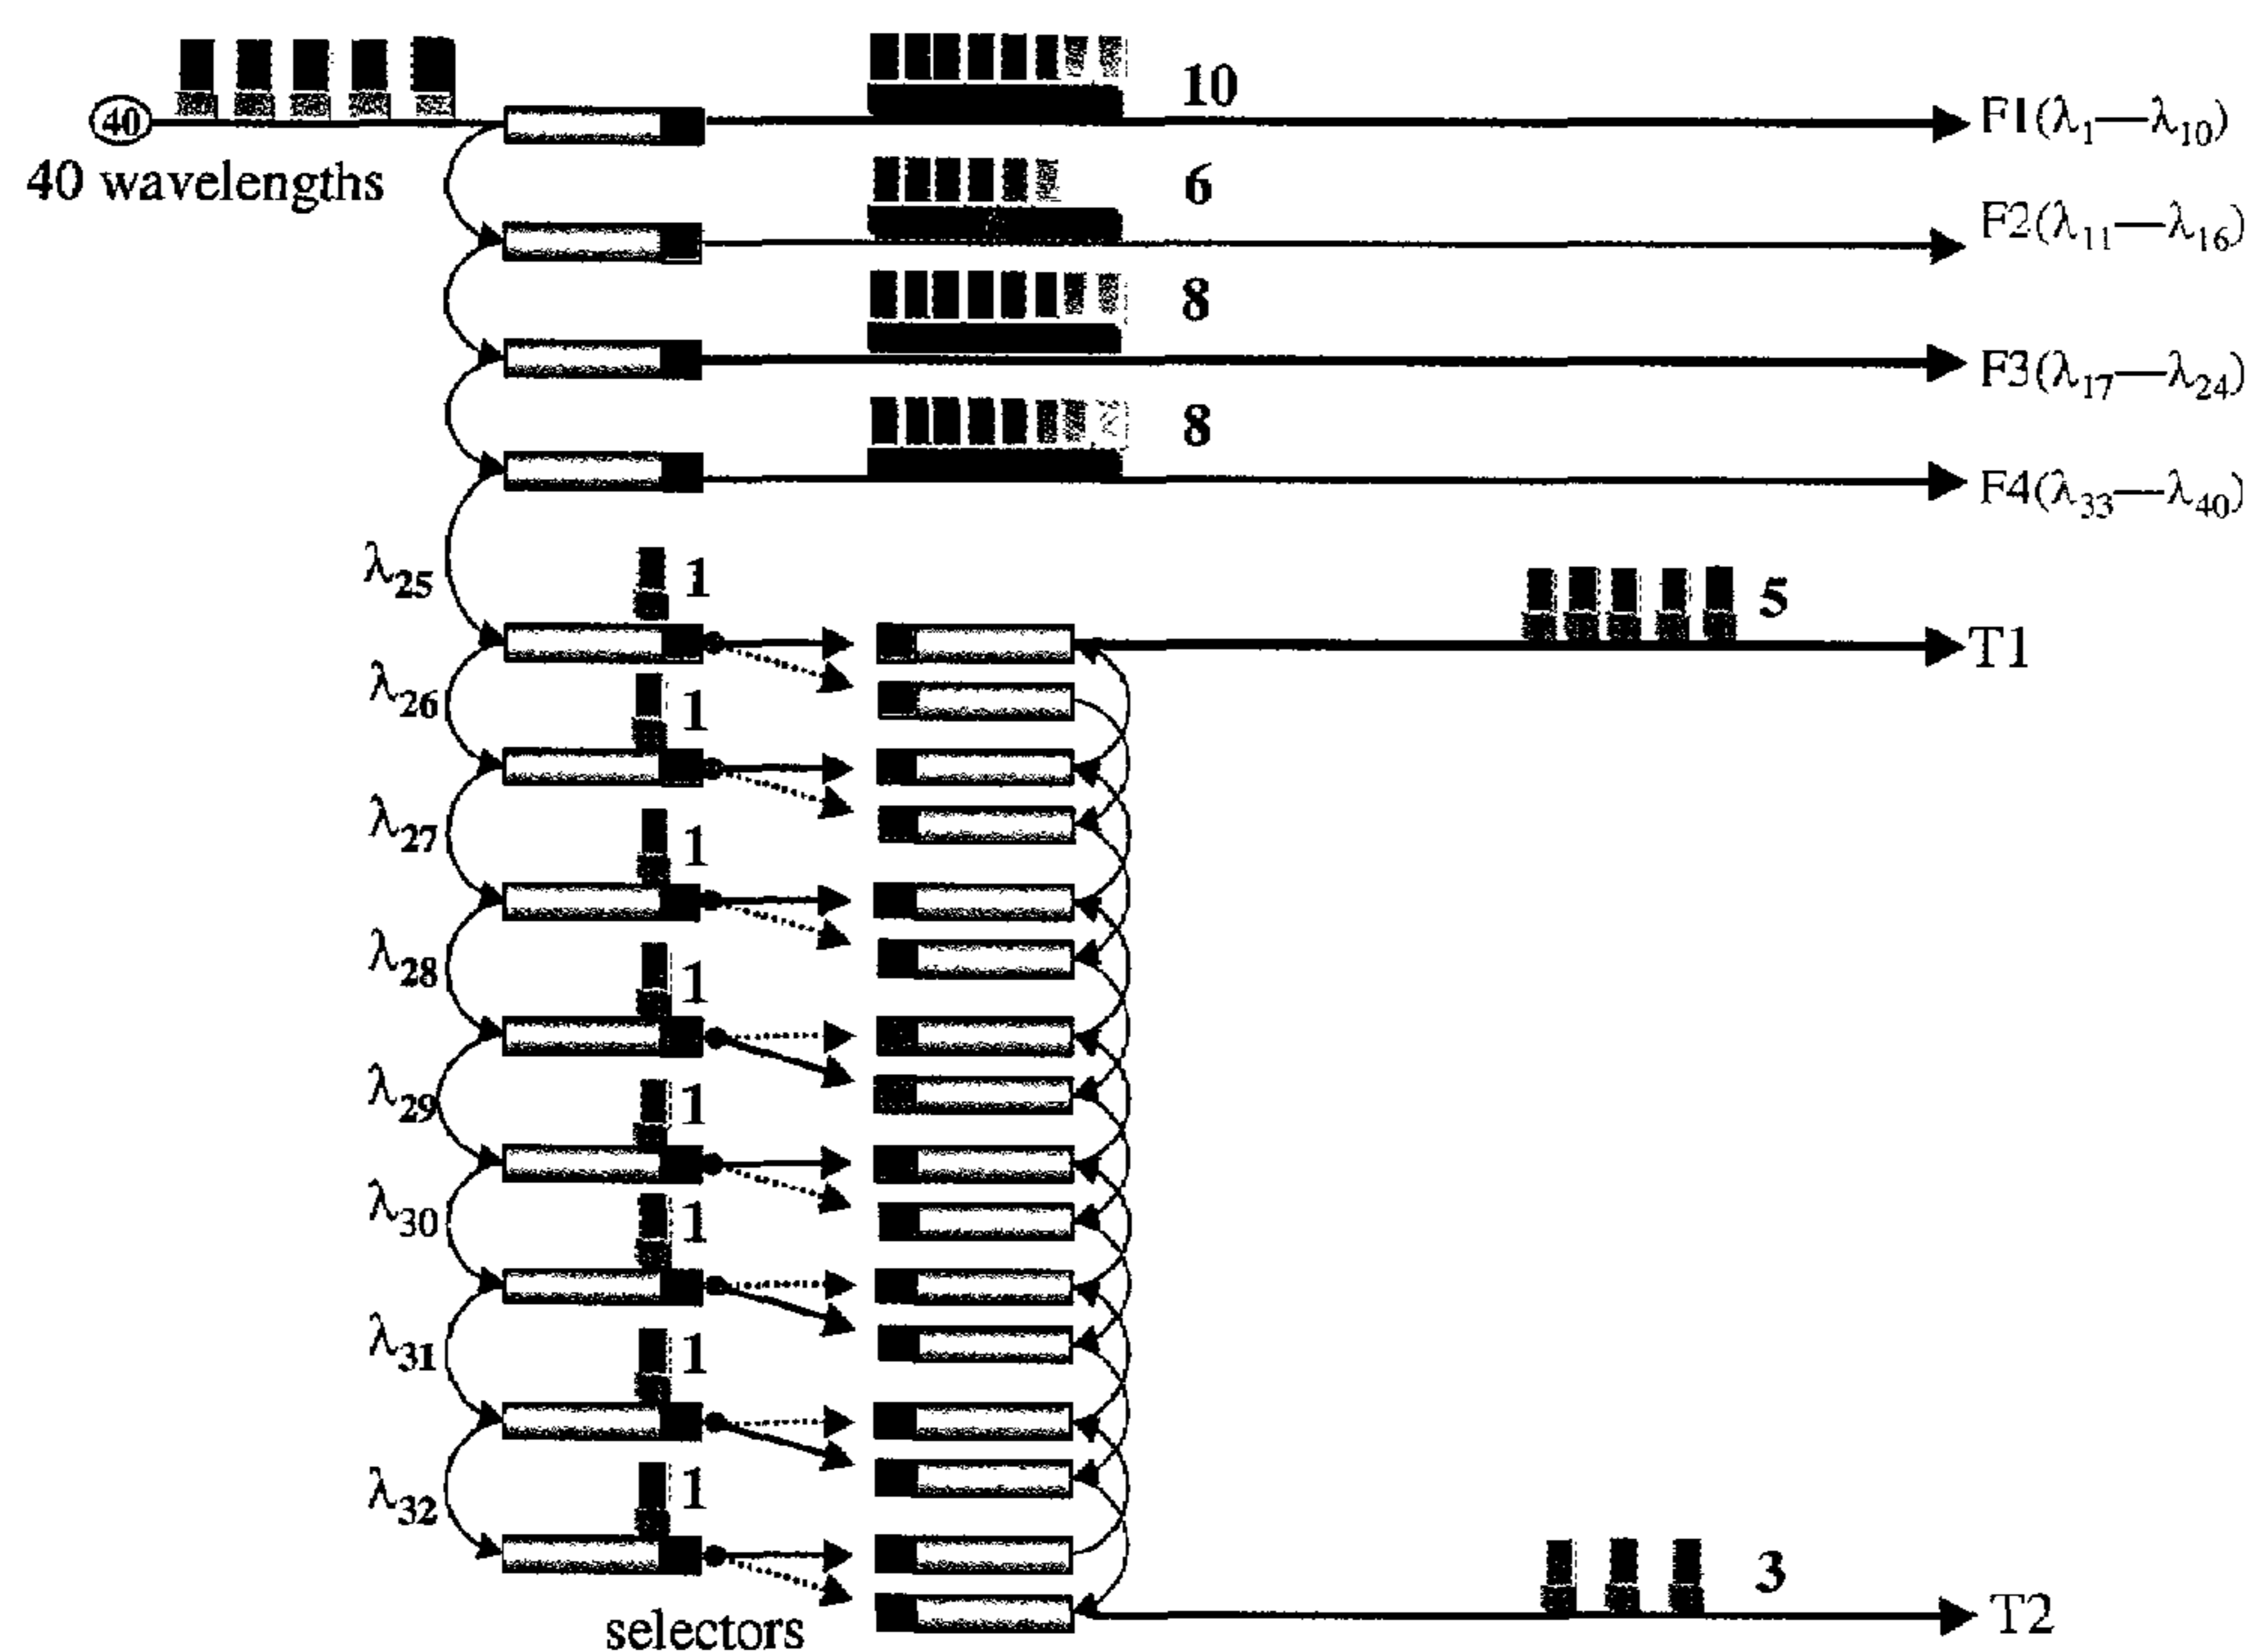 10
40
F1(λ1—λ10)
40 wavelengths
6
F2(λ11—λ16)
8
F3(λ17—λ24)
8
F4(λ33—λ40)
λ25
1
5
T1
λ26
1
λ27
1
λ28
1
λ29
1
λ30
1
λ31
1
λ32
1
3
T2
selectors